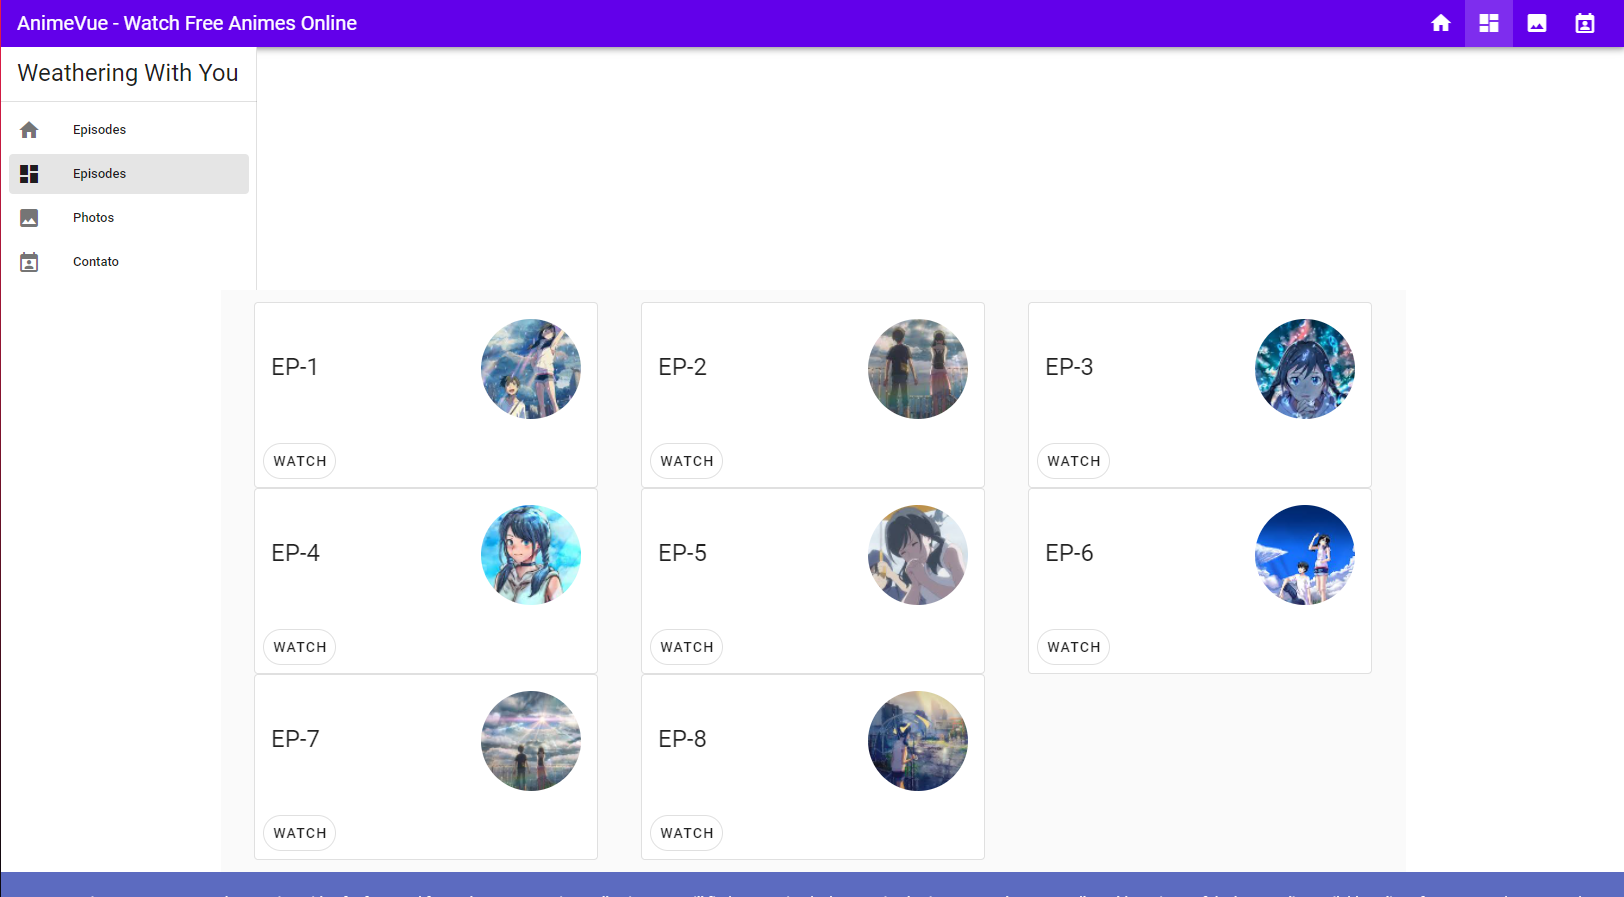 AnimeVue - Watch Free Animes Online
Weathering With You
Episodes
Episodes
Photos
Contato
EP-1
WATCH
EP-2
WATCH
EP-3
WATCH
EP-4
WATCH
EP-5
WATCH
EP-6
WATCH
EP-7
WATCH
EP-8
WATCH